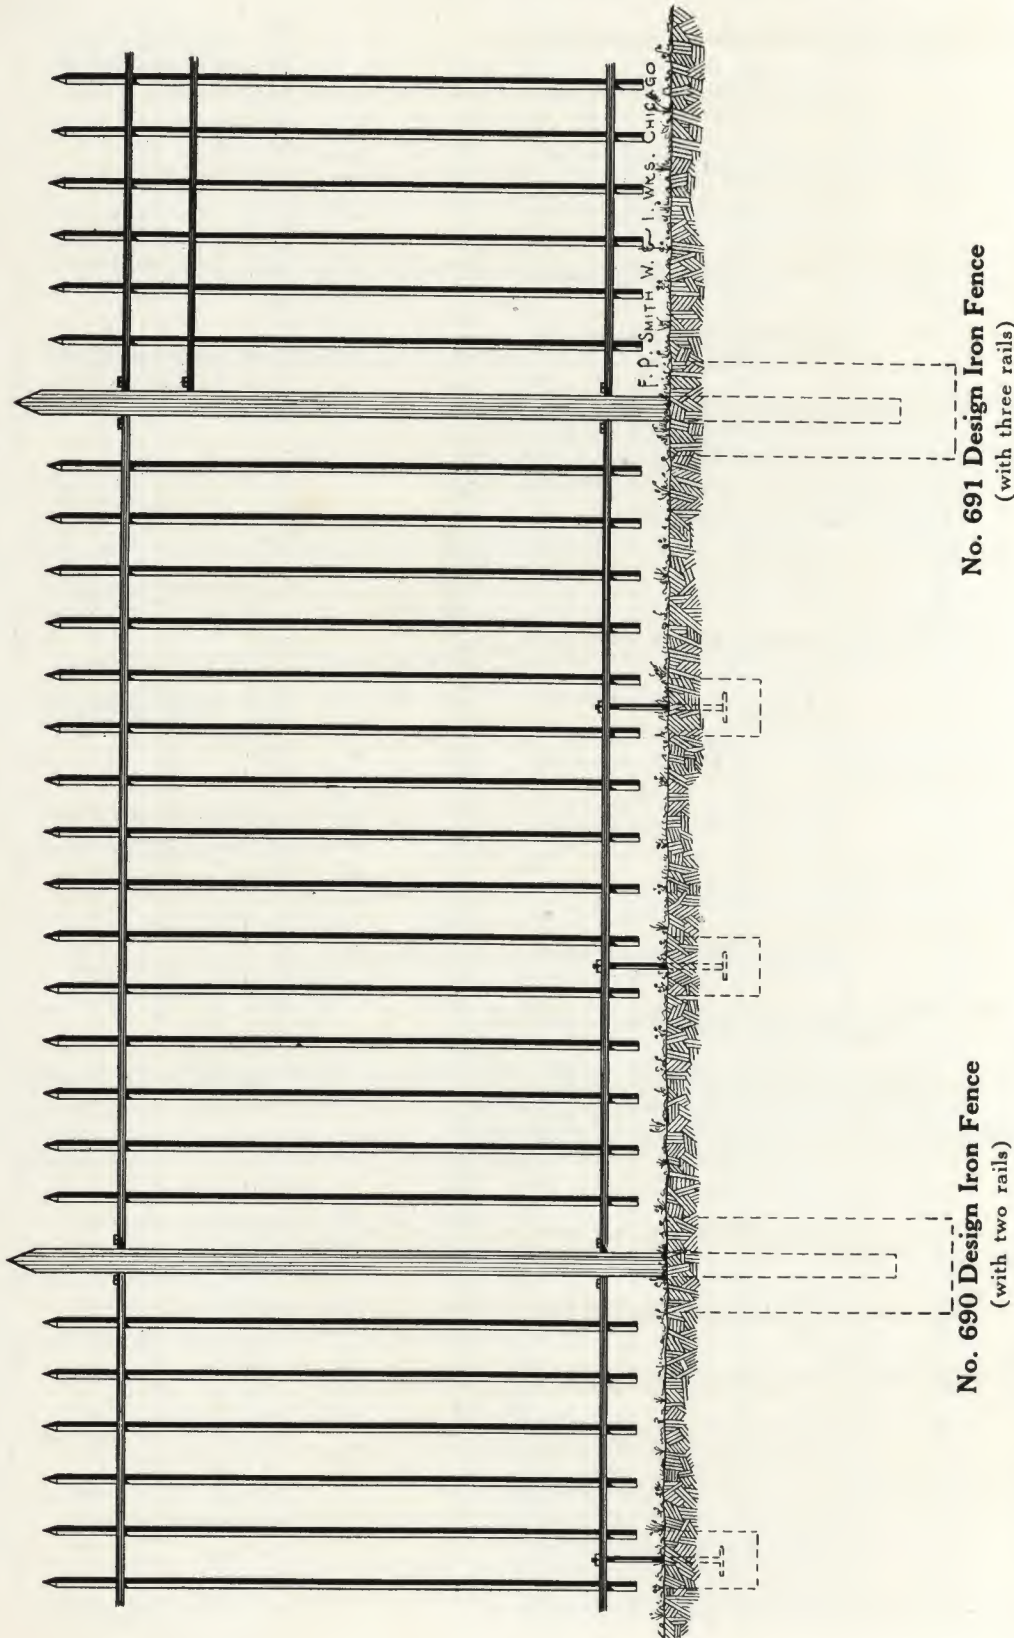 F. P. SMITH W. & I. WKS. CHICAGO
No. 690 Design Iron Fence
(with two rails)
No. 691 Design Iron Fence
(with three rails)